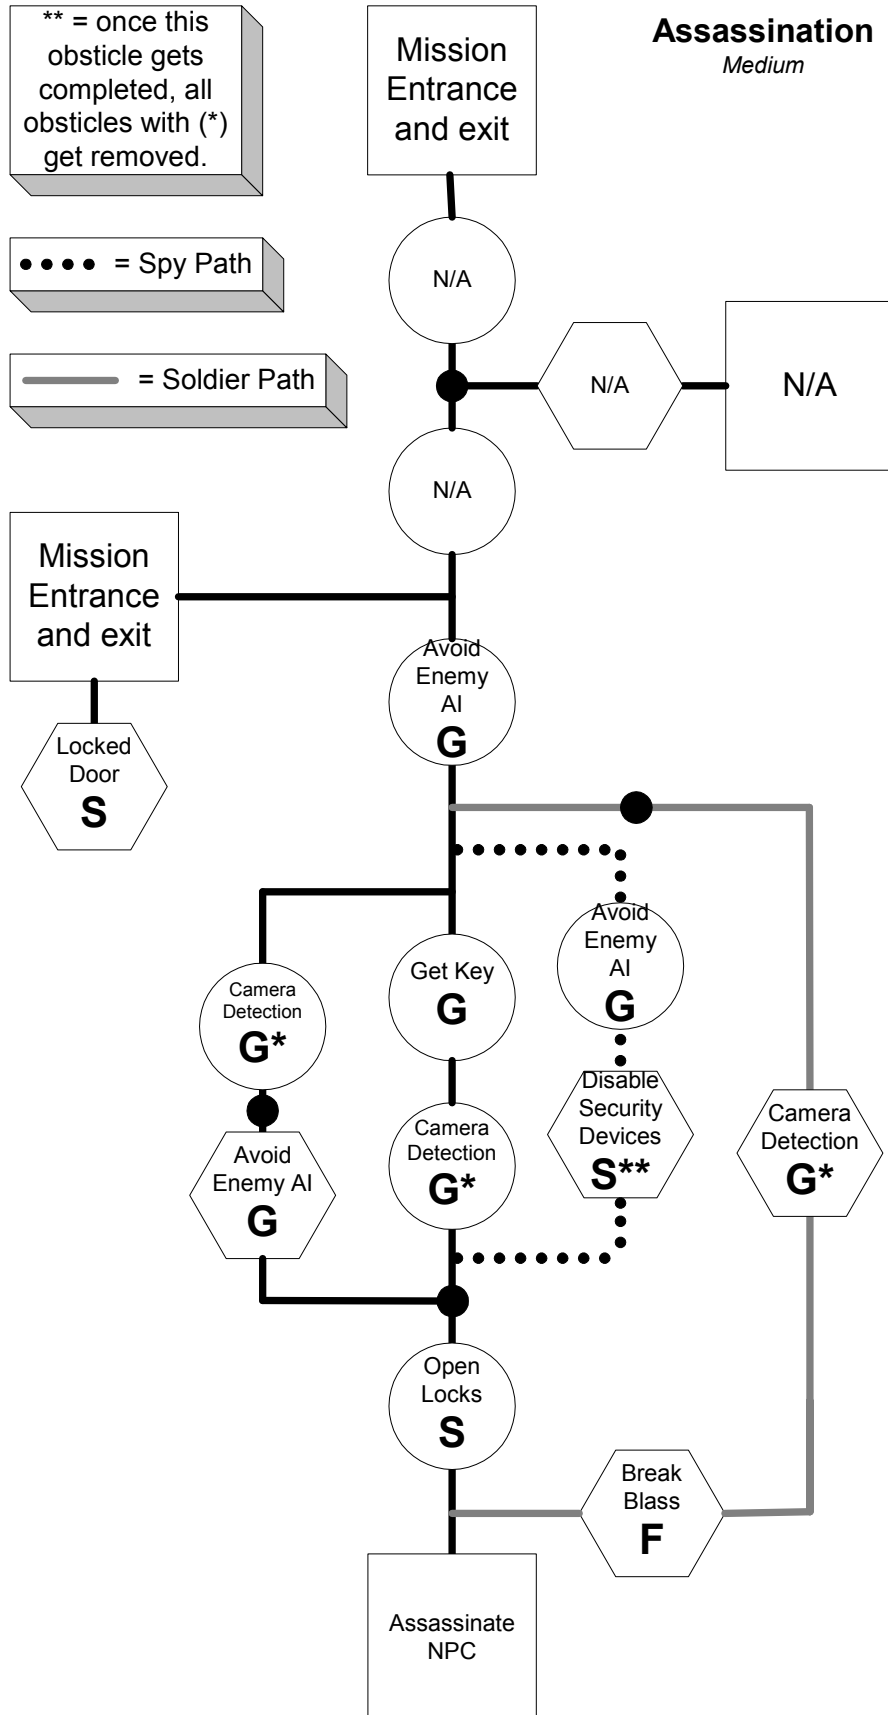 ** = once this
obsticle gets
completed, all
obsticles with (*)
get removed.
Mission
Entrance
and exit
Assassination
Medium
= Spy Path
N/A
= Soldier Path
N/A
N/A
N/A
Mission
Entrance
and exit
Avoid
Enemy
AI
G
Locked
Door
S
Avoid
Enemy
AI
G
Get Key
G
Camera
Detection
G*
Disable
Security
Devices
S**
Camera
Detection
G*
Camera
Detection
G*
Avoid
Enemy AI
G
Open
Locks
S
Break
Blass
F
Assassinate
NPC